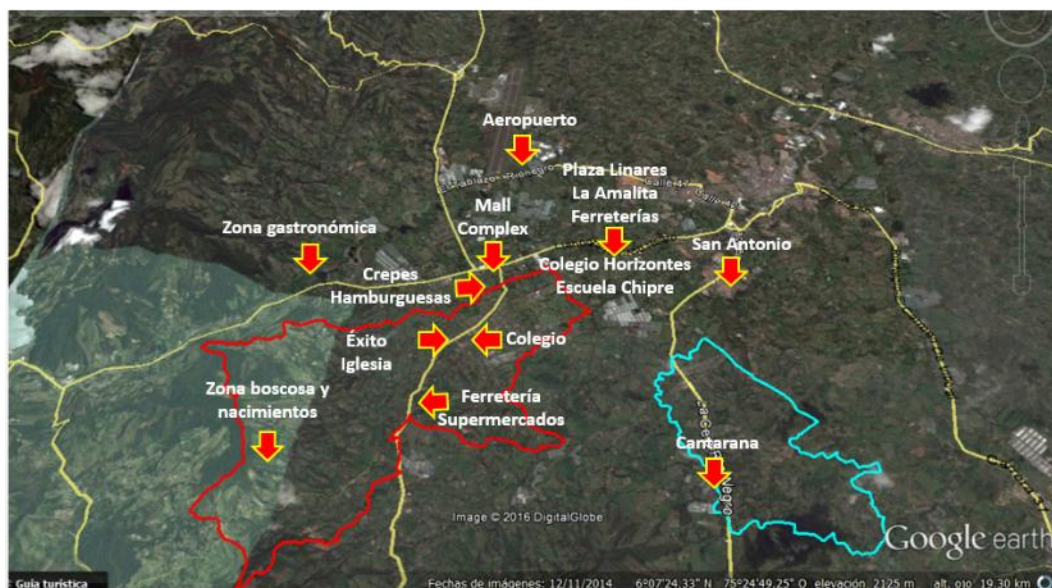 Aeropuerto
Plaza Linares
La Amalita
Ferreterías
Calle 47
Mall
Complex
Zona gastronómica
San Antonio
Crepes
Hamburguesas
Colegio Horizontes
Escuela Chipre
Éxito
Iglesia
Colegio
Zona boscosa y
nacimientos
Ferretería
Supermercados
Cantarana
Image © 2016 DigitalGlobe
Google earth
Guía turística
Fechas de imágenes: 12/11/2014 6°07'24.33" N 75°24'49.25" O elevación 2125 m alt. ojo 19.30 km